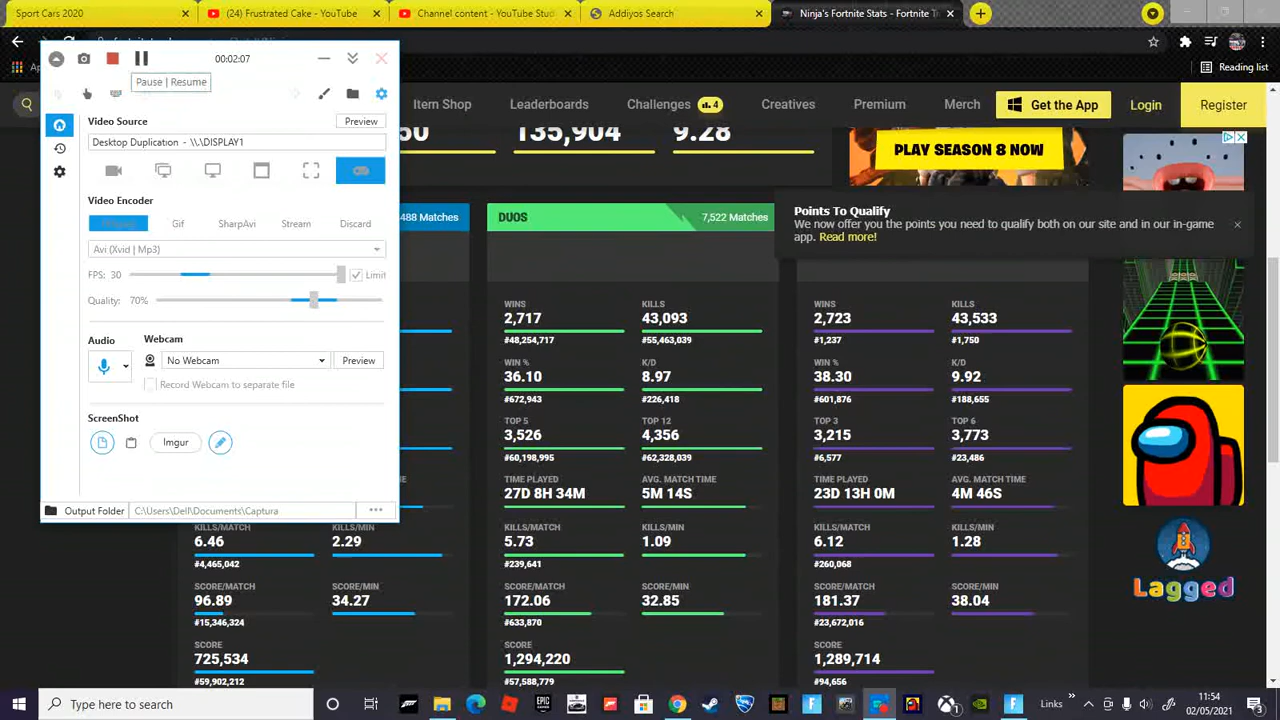 Sport Cars 2020
(24) Frustrated Cake - YouTube
Channel content - YouTube Stud
Addiyos Search
Ninja's Fortnite Stats - Fortnite T
Reading list
Item Shop
Leaderboards
Challenges 4
Creatives
Premium
Merch
Get the App
Login
Register
00:02:07
Pause | Resume
Video Source
Preview
Desktop Duplication - \\.\DISPLAY1
Video Encoder
Gif
SharpAvi
Stream
Discard
Avi (Xvid | Mp3)
FPS: 30
Limit
Quality: 70%
Audio
Webcam
No Webcam
Preview
Record Webcam to separate file
ScreenShot
Imgur
Output Folder
C:\Users\Dell\Documents\Captura
...
135,904
9.28
PLAY SEASON 8 NOW
488 Matches
DUOS
7,522 Matches
Points To Qualify
We now offer you the points you need to qualify both on our site and in our in-game
app. Read more!
WINS
2,717
#48,254,717
KILLS
43,093
#55,463,039
WIN %
36.10
#672,943
K/D
8.97
#226,418
TOP 5
3,526
#60,198,995
TOP 12
4,356
#62,328,039
TIME PLAYED
27D 8H 34M
AVG. MATCH TIME
5M 14S
KILLS/MATCH
5.73
#239,641
KILLS/MIN
1.09
SCORE/MATCH
172.06
#633,870
SCORE/MIN
32.85
SCORE
1,294,220
#57,588,779
WINS
2,723
#1,237
KILLS
43,533
#1,750
WIN %
38.30
#601,876
K/D
9.92
#188,655
TOP 3
3,215
#6,577
TOP 6
3,773
#23,486
TIME PLAYED
23D 13H 0M
AVG. MATCH TIME
4M 46S
KILLS/MATCH
6.12
#260,068
KILLS/MIN
1.28
SCORE/MATCH
181.37
#23,672,016
SCORE/MIN
38.04
SCORE
1,289,714
#94,656
KILLS/MATCH
6.46
#4,465,042
KILLS/MIN
2.29
SCORE/MATCH
96.89
#15,346,324
SCORE/MIN
34.27
SCORE
725,534
#59,902,212
Lagged
Type here to search
EPIC
GAMES
Links
11:54
02/05/2021
3